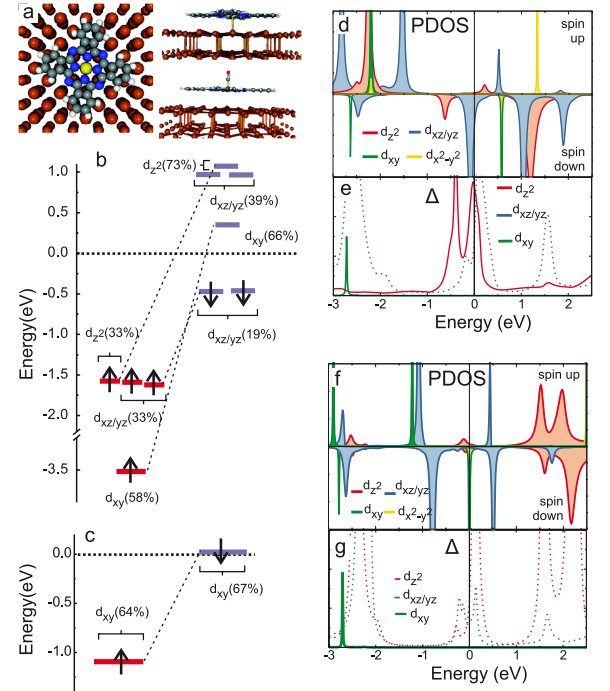 a
b
Energy(eV)
1.0
0.5
0.0
-0.5
-1.0
-1.5
-2.0
-3.5
dz²(73%)
dxz/yz(39%)
dxy(66%)
dxz/yz(19%)
dz²(33%)
dxz/yz(33%)
dxy(58%)
c
Energy(eV)
0.0
-0.5
-1.0
dxy(64%)
dxy(67%)
d
PDOS
spin up
dz² dxz/yz
dxy dx²-y²
spin down
e
Δ
dz²
dxz/yz
dxy
-3 -2 -1 0 1 2
Energy (eV)
f
PDOS
spin up
dz² dxz/yz
dxy dx²-y²
spin down
g
Δ
dz²
dxz/yz
dxy
-3 -2 -1 0 1 2
Energy (eV)